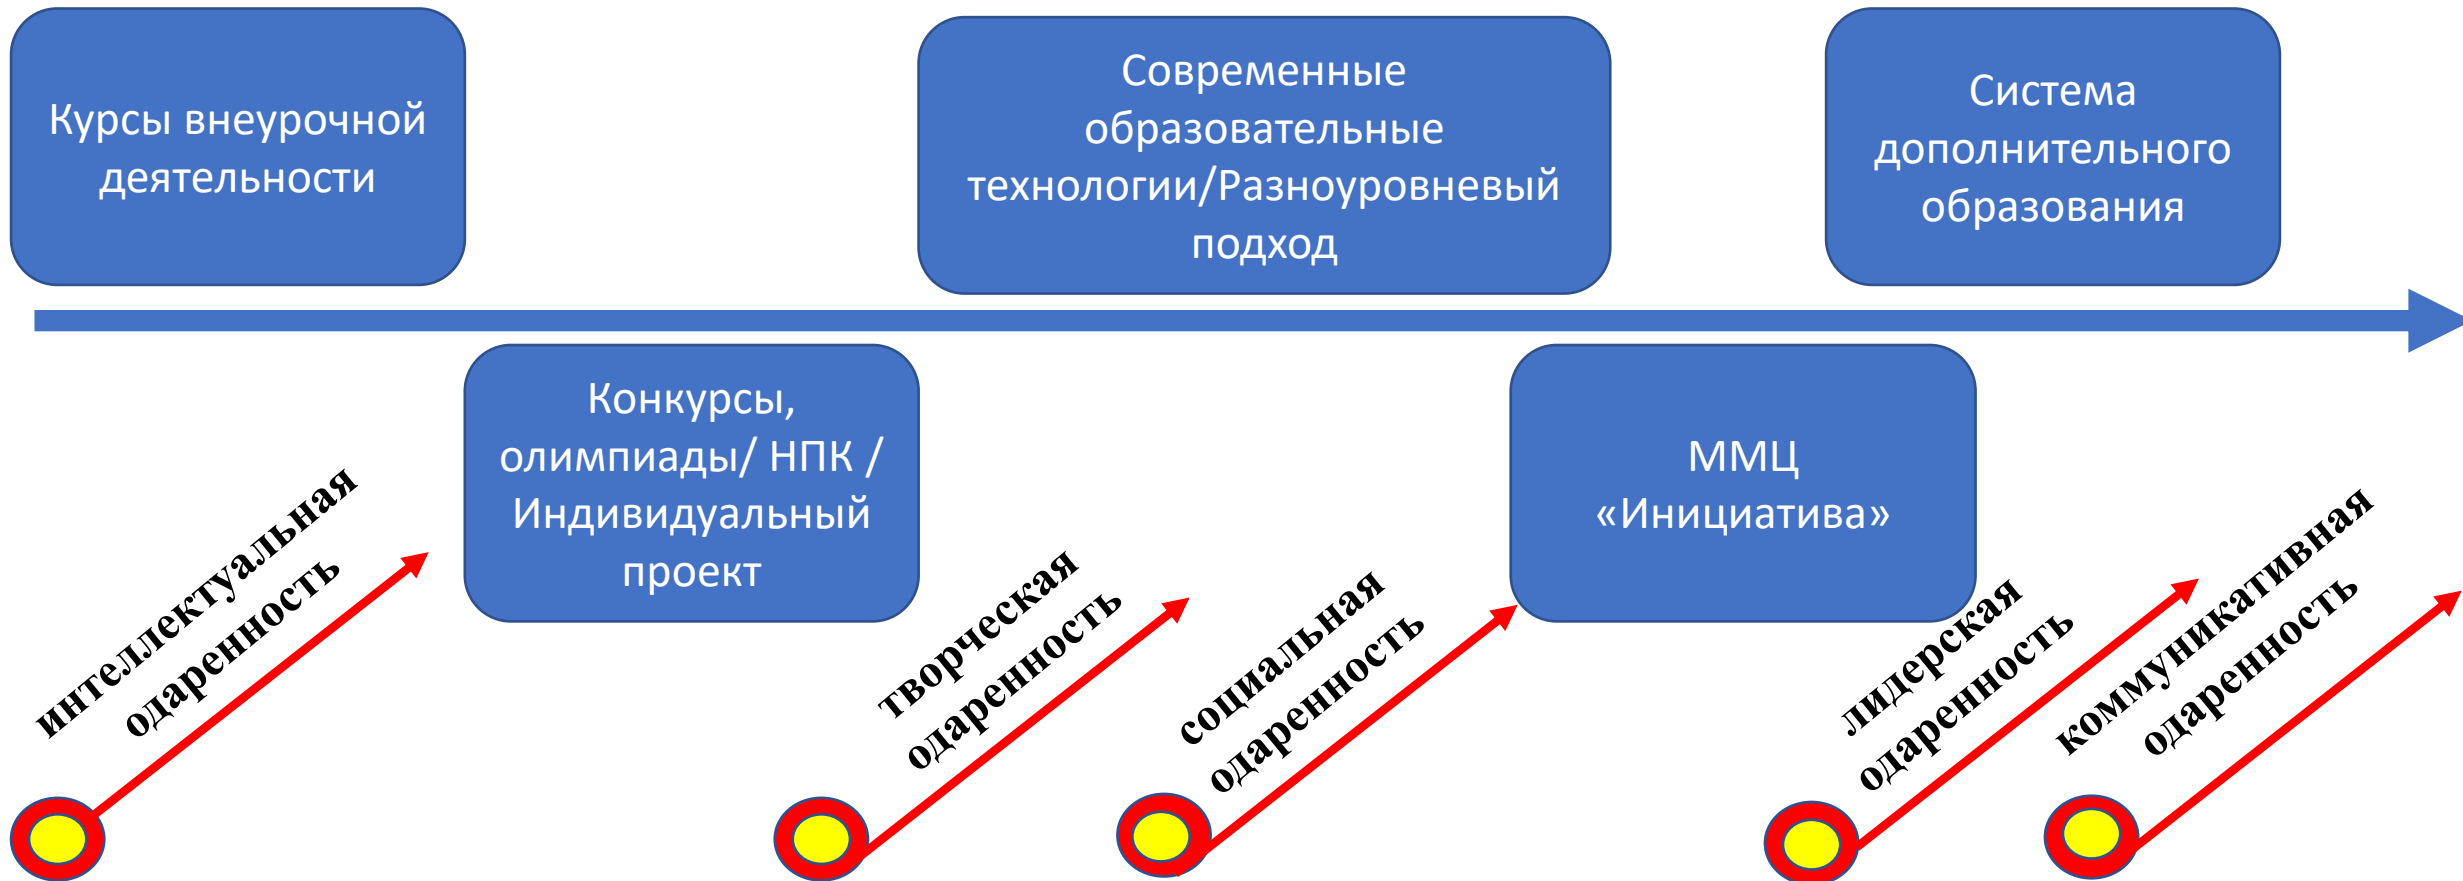 Курсы внеурочной
деятельности
Современные
образовательные
технологии/Разноуровневый
подход
Система
дополнительного
образования
Конкурсы,
олимпиады/ НПК /
Индивидуальный
проект
ММЦ
«Инициатива»
интеллектуальная
одаренность
творческая
одаренность
социальная
одаренность
лидерская
одаренность
коммуникативная
одаренность